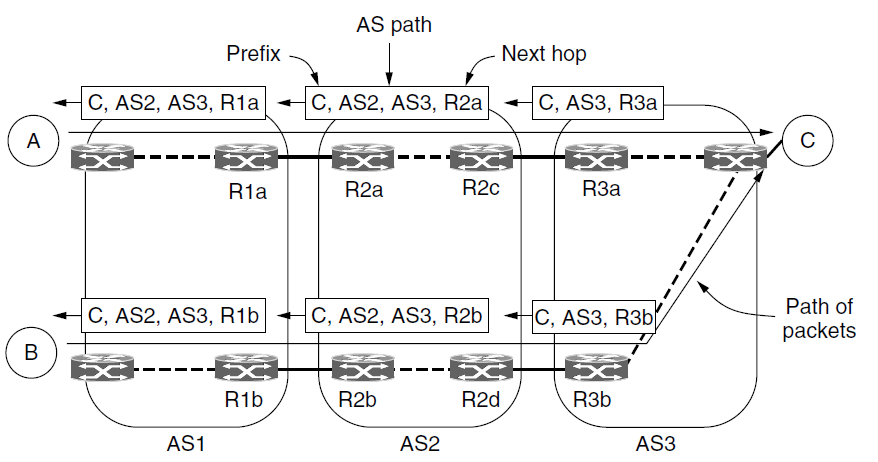 AS path
Prefix
Next hop
C, AS2, AS3, R1a
C, AS2, AS3, R2a
C, AS3, R3a
A
C
R1a
R2a
R2c
R3a
C, AS2, AS3, R1b
C, AS2, AS3, R2b
C, AS3, R3b
Path of
packets
B
R1b
R2b
R2d
R3b
AS1
AS2
AS3